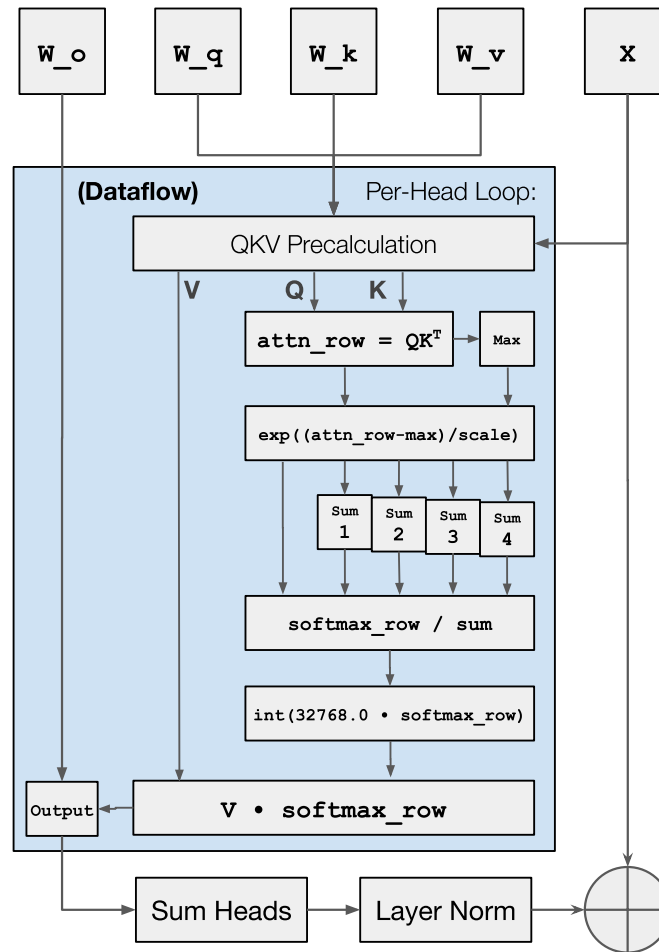 W_o
W_q
W_k
W_v
X
(Dataflow)
Per-Head Loop:
QKV Precalculation
V
Q
K
attn_row = QKᵀ
Max
exp((attn_row-max)/scale)
Sum
1
Sum
2
Sum
3
Sum
4
softmax_row / sum
int(32768.0 • softmax_row)
Output
V • softmax_row
Sum Heads
Layer Norm